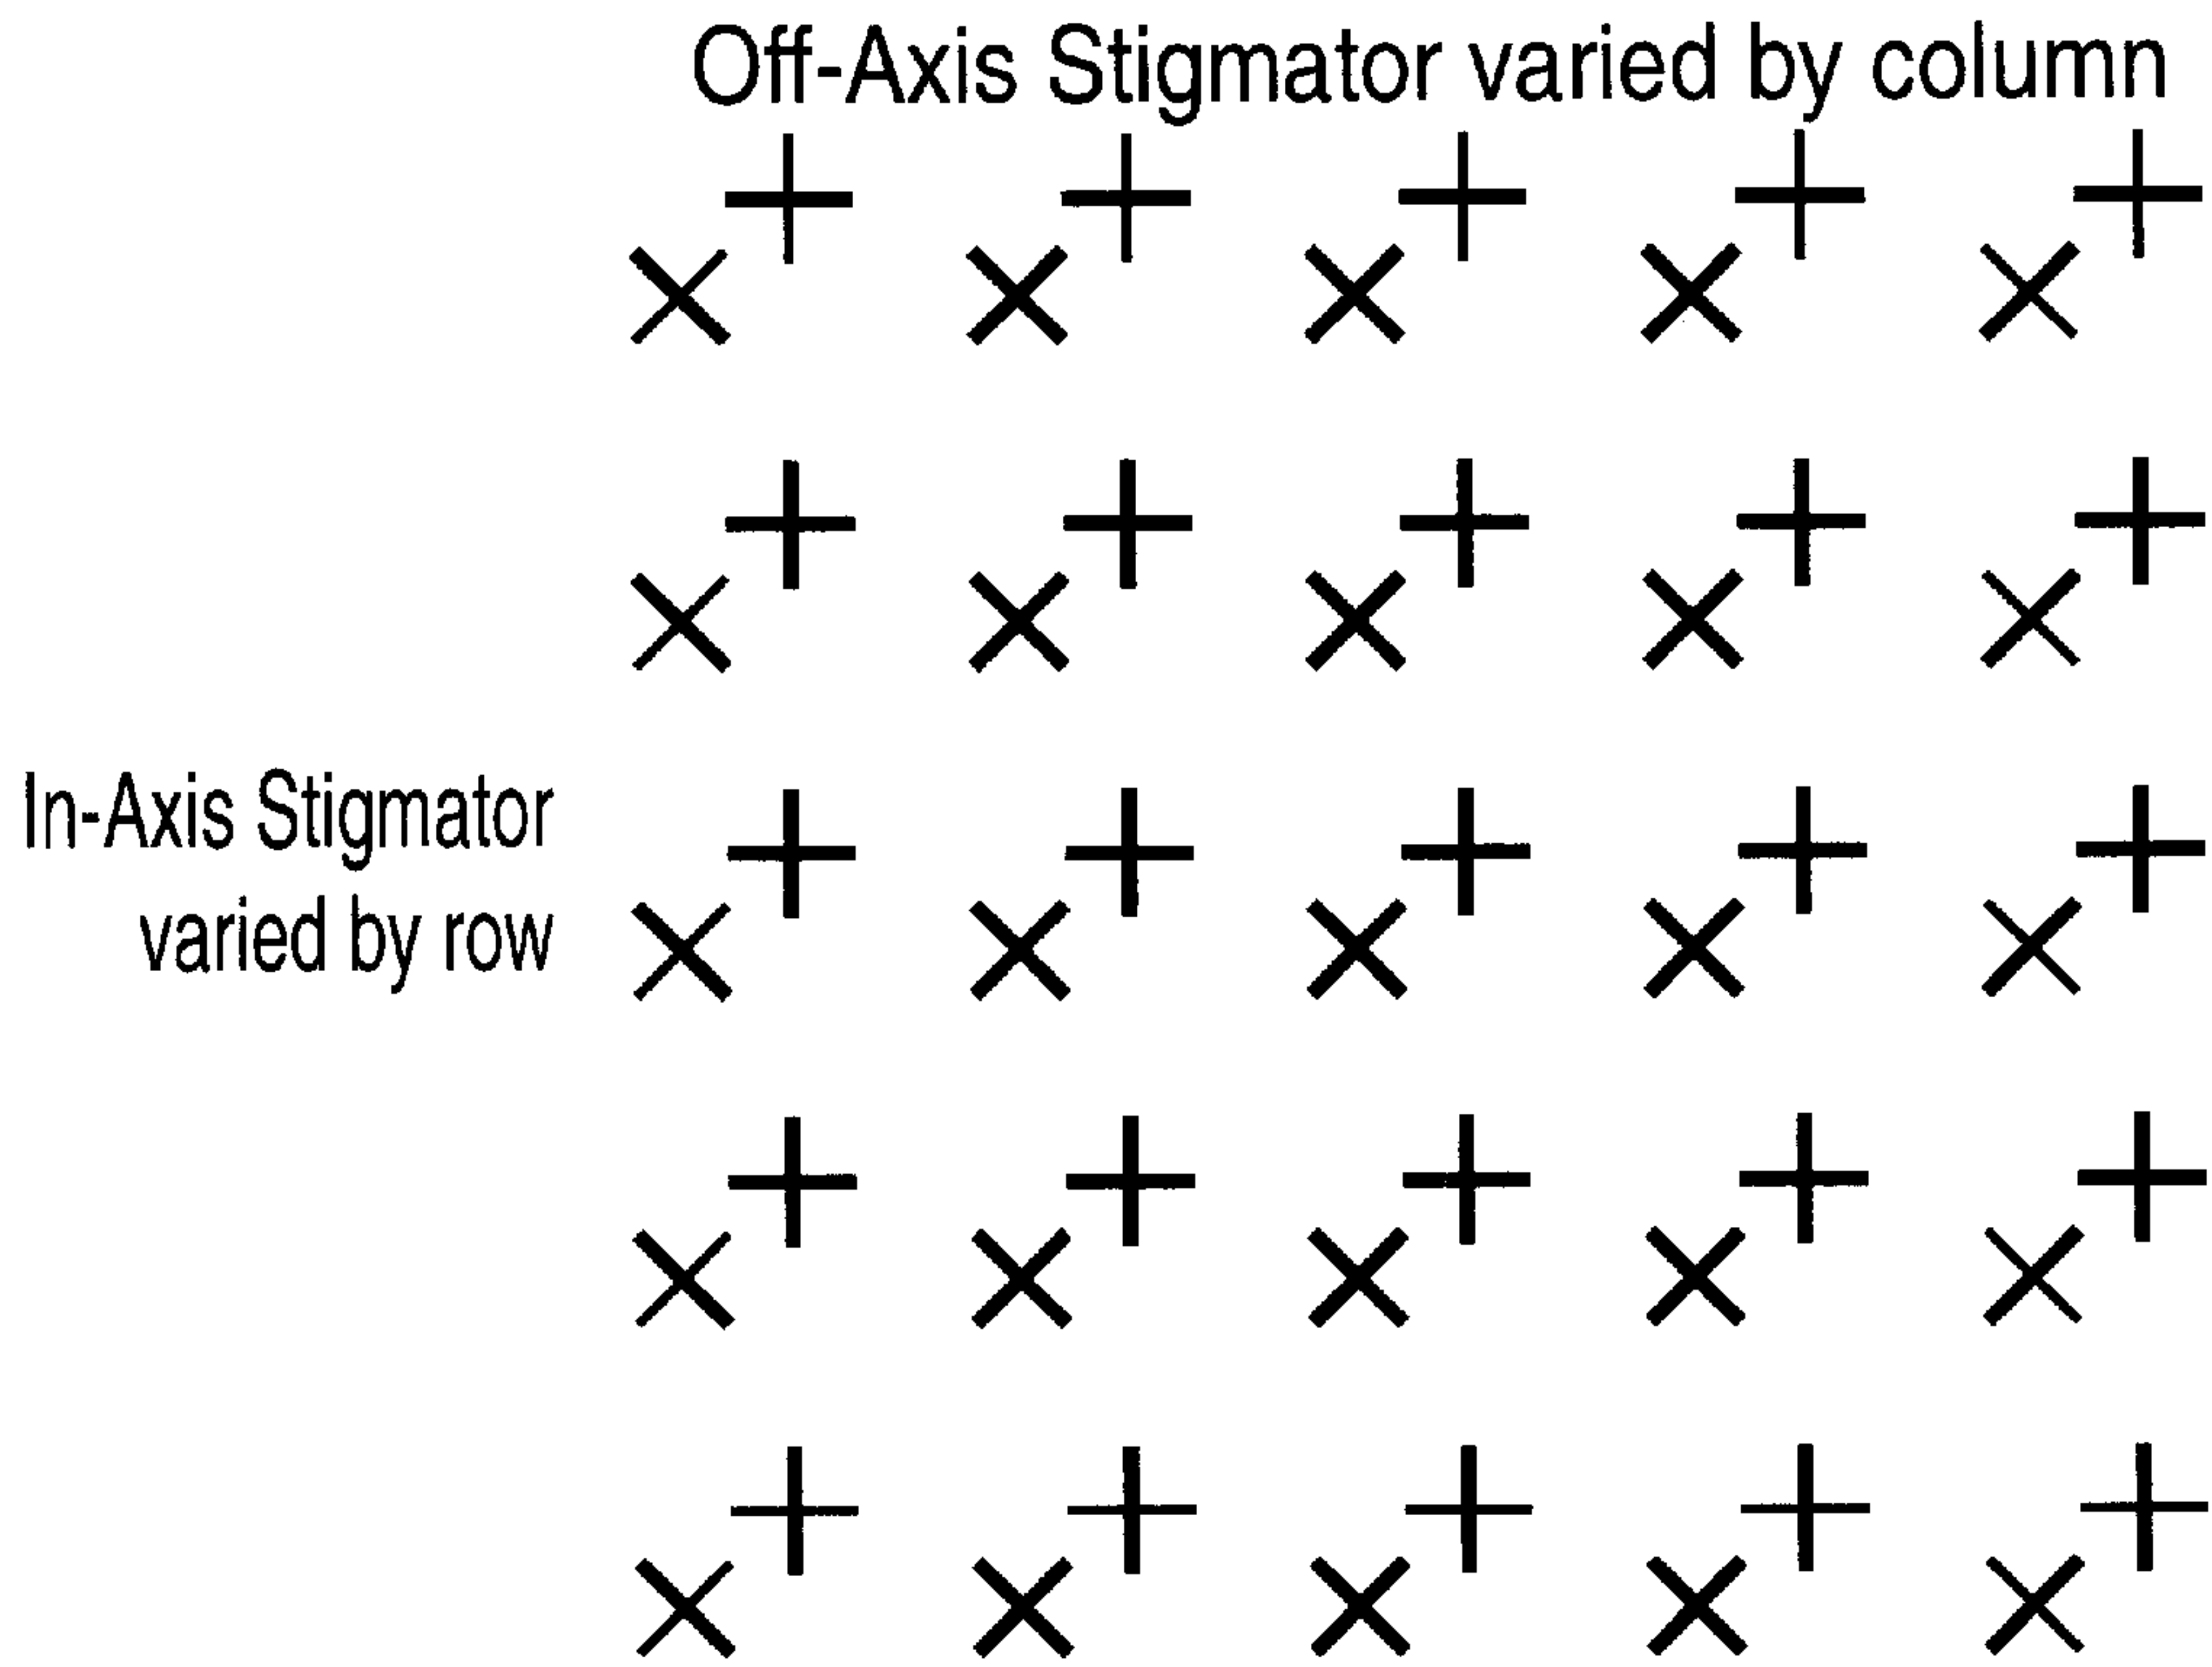 Off-Axis Stigmator varied by column
In-Axis Stigmator
varied by row